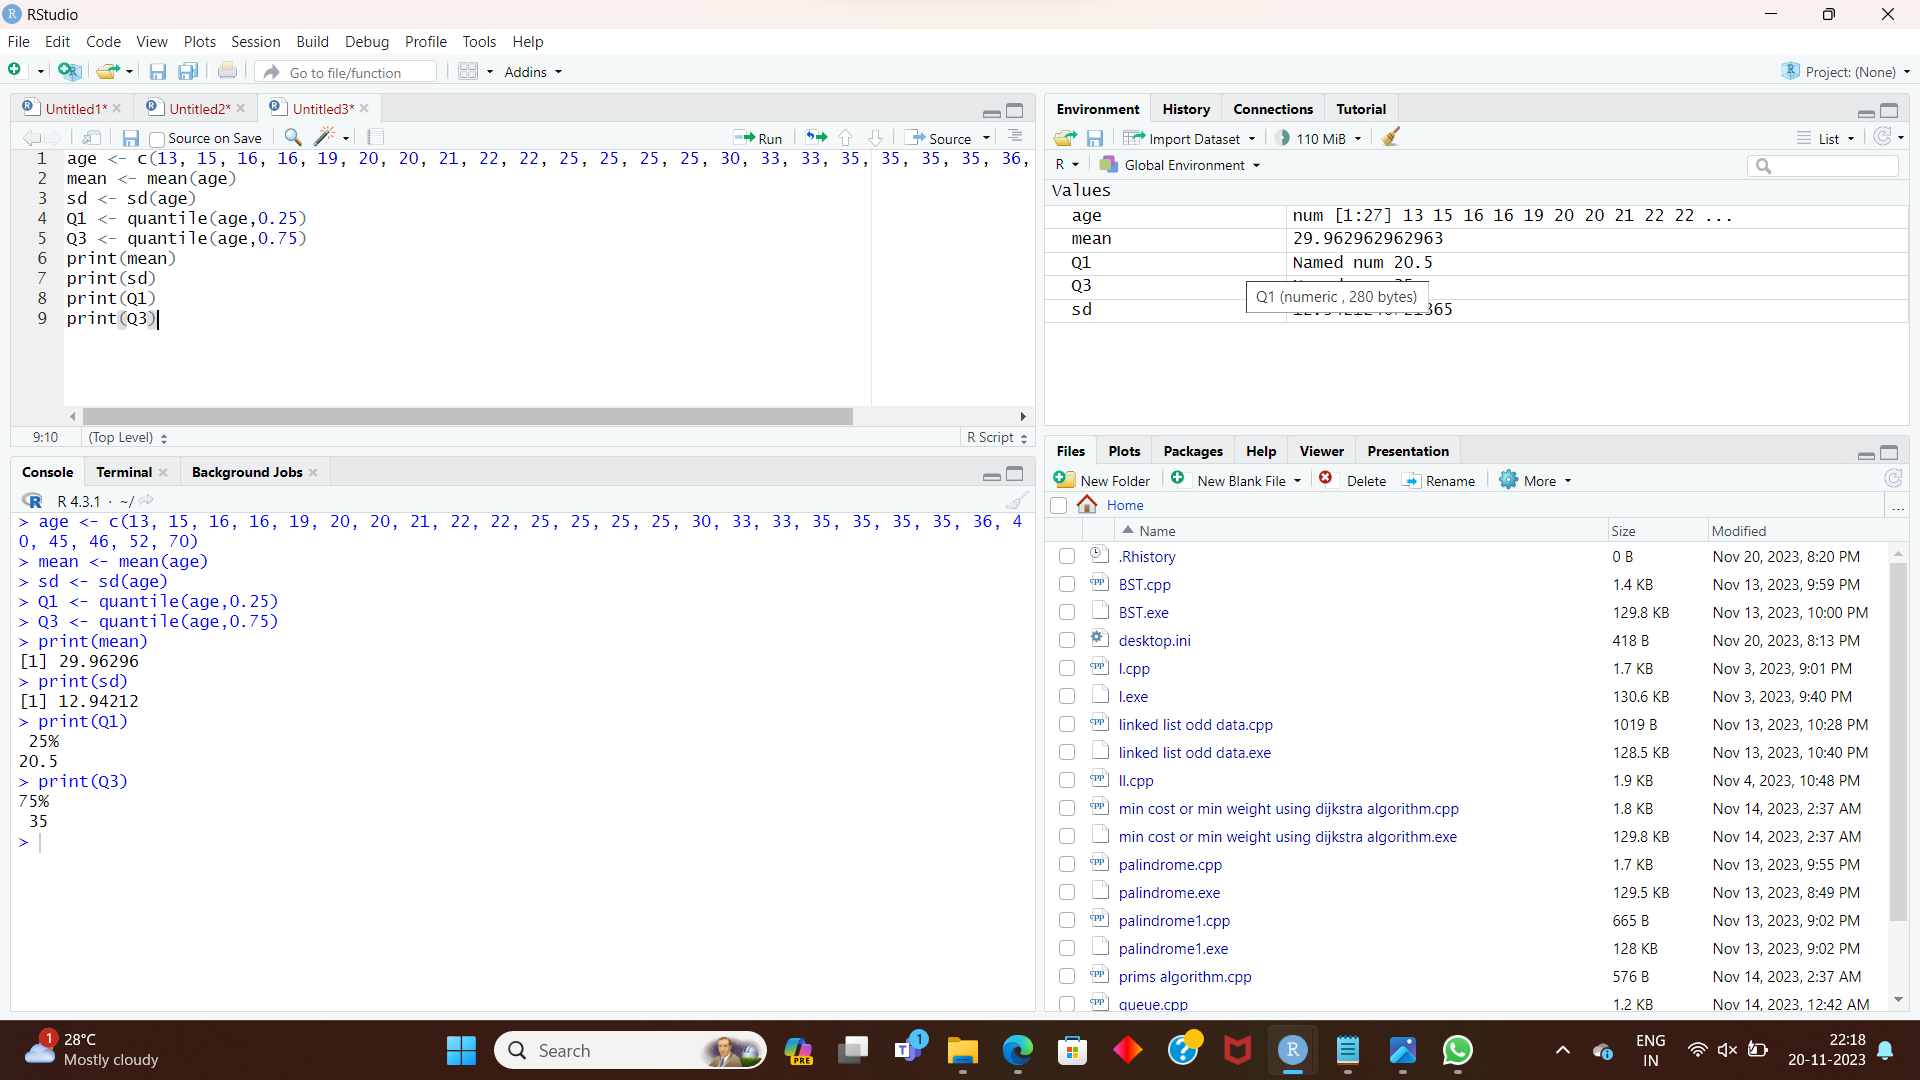 RStudio
File Edit Code View Plots Session Build Debug Profile Tools Help
Go to file/function Addins Project: (None)
Untitled1* Untitled2* Untitled3*
Source on Save Run Source
1 age <- c(13, 15, 16, 16, 19, 20, 20, 21, 22, 22, 25, 25, 25, 25, 30, 33, 33, 35, 35, 35, 35, 36,
2 mean <- mean(age)
3 sd <- sd(age)
4 Q1 <- quantile(age,0.25)
5 Q3 <- quantile(age,0.75)
6 print(mean)
7 print(sd)
8 print(Q1)
9 print(Q3)
9:10 (Top Level) R Script
Console Terminal Background Jobs
R 4.3.1 · ~/
> age <- c(13, 15, 16, 16, 19, 20, 20, 21, 22, 22, 25, 25, 25, 25, 30, 33, 33, 35, 35, 35, 35, 36, 4
0, 45, 46, 52, 70)
> mean <- mean(age)
> sd <- sd(age)
> Q1 <- quantile(age,0.25)
> Q3 <- quantile(age,0.75)
> print(mean)
[1] 29.96296
> print(sd)
[1] 12.94212
> print(Q1)
25%
20.5
> print(Q3)
75%
35
>
Environment History Connections Tutorial
Import Dataset 110 MiB List
R Global Environment
Values
age num [1:27] 13 15 16 16 19 20 20 21 22 22 ...
mean 29.962962962963
Q1 Named num 20.5
Q3
Q1 (numeric , 280 bytes)
sd
Files Plots Packages Help Viewer Presentation
New Folder New Blank File Delete Rename More
Home ...
Name Size Modified
.Rhistory 0 B Nov 20, 2023, 8:20 PM
BST.cpp 1.4 KB Nov 13, 2023, 9:59 PM
BST.exe 129.8 KB Nov 13, 2023, 10:00 PM
desktop.ini 418 B Nov 20, 2023, 8:13 PM
l.cpp 1.7 KB Nov 3, 2023, 9:01 PM
l.exe 130.6 KB Nov 3, 2023, 9:40 PM
linked list odd data.cpp 1019 B Nov 13, 2023, 10:28 PM
linked list odd data.exe 128.5 KB Nov 13, 2023, 10:40 PM
ll.cpp 1.9 KB Nov 4, 2023, 10:48 PM
min cost or min weight using dijkstra algorithm.cpp 1.8 KB Nov 14, 2023, 2:37 AM
min cost or min weight using dijkstra algorithm.exe 129.8 KB Nov 14, 2023, 2:37 AM
palindrome.cpp 1.7 KB Nov 13, 2023, 9:55 PM
palindrome.exe 129.5 KB Nov 13, 2023, 8:49 PM
palindrome1.cpp 665 B Nov 13, 2023, 9:02 PM
palindrome1.exe 128 KB Nov 13, 2023, 9:02 PM
prims algorithm.cpp 576 B Nov 14, 2023, 2:37 AM
queue.cpp 1.2 KB Nov 14, 2023, 12:42 AM
1 28°C
Mostly cloudy
Search PRE 1
ENG
IN
22:18
20-11-2023